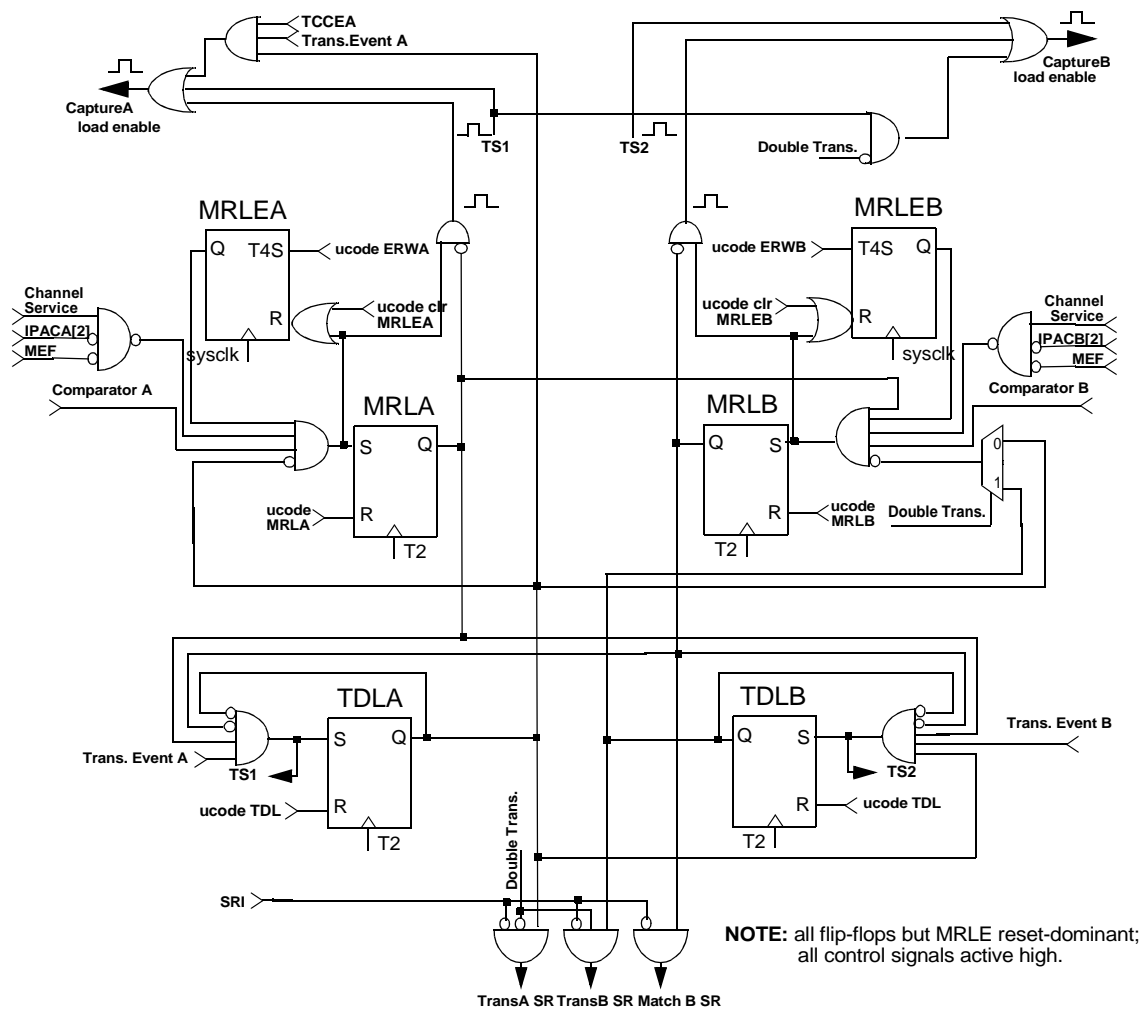 TCCEA
Trans.Event A
CaptureA
load enable
TS1
TS2
Double Trans.
CaptureB
load enable
MRLEA
Q
T4S
R
sysclk
ucode ERWA
ucode clr
MRLEA
Channel
Service
IPACA[2]
MEF
Comparator A
MRLEB
ucode ERWB
T4S
Q
R
sysclk
ucode clr
MRLEB
Channel
Service
IPACB[2]
MEF
Comparator B
MRLA
S
Q
R
T2
ucode
MRLA
MRLB
Q
S
R
T2
ucode
MRLB
0
1
Double Trans.
TDLA
S
Q
R
T2
Trans. Event A
TS1
ucode TDL
TDLB
Q
S
R
T2
Trans. Event B
TS2
ucode TDL
Double Trans.
SRI
TransA SR
TransB SR
Match B SR
NOTE: all flip-flops but MRLE reset-dominant;
all control signals active high.